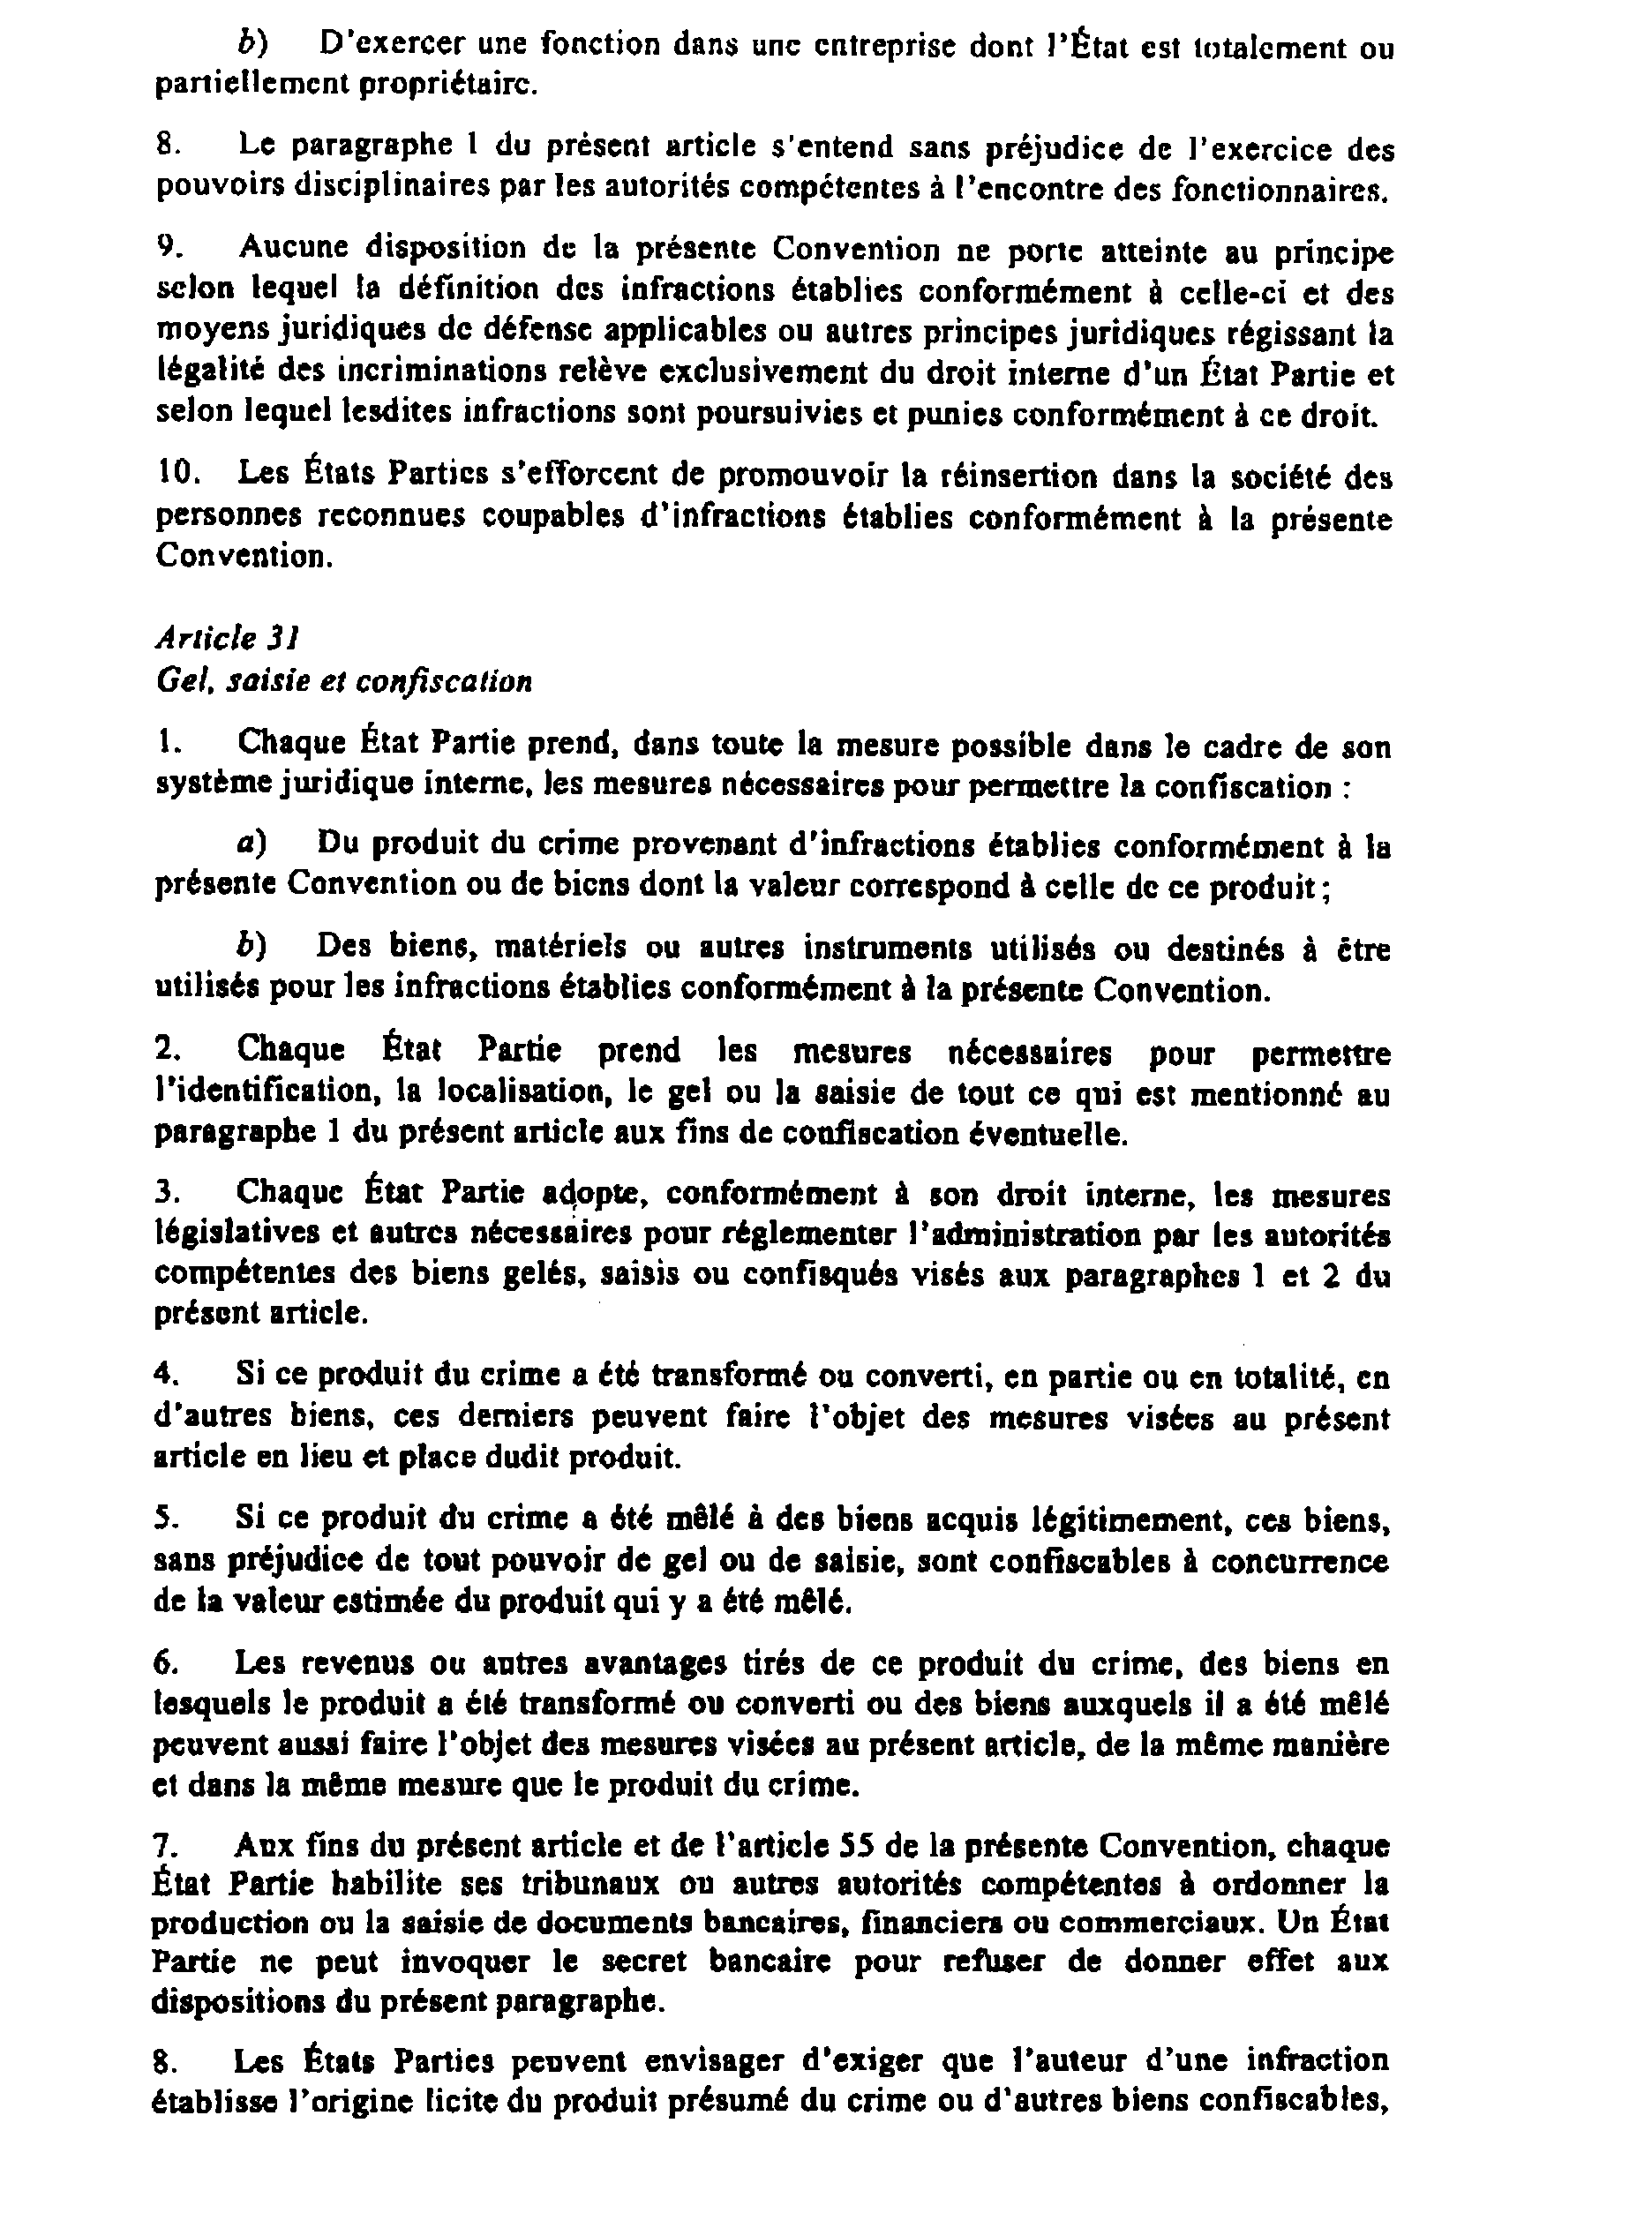 b) D'exercer une fonction dans une entreprise dont l'État est totalement ou
partiellement propriétaire.
8. Le paragraphe 1 du présent article s'entend sans préjudice de l'exercice des
pouvoirs disciplinaires par les autorités compétentes à l'encontre des fonctionnaires.
9. Aucune disposition de la présente Convention ne porte atteinte au principe
selon lequel la définition des infractions établies conformément à celle-ci et des
moyens juridiques de défense applicables ou autres principes juridiques régissant la
légalité des incriminations relève exclusivement du droit interne d'un État Partie et
selon lequel lesdites infractions sont poursuivies et punies conformément à ce droit.
10. Les États Parties s'efforcent de promouvoir la réinsertion dans la société des
personnes reconnues coupables d'infractions établies conformément à la présente
Convention.
Article 31
Gel, saisie et confiscation
1. Chaque État Partie prend, dans toute la mesure possible dans le cadre de son
système juridique interne, les mesures nécessaires pour permettre la confiscation :
a) Du produit du crime provenant d'infractions établies conformément à la
présente Convention ou de biens dont la valeur correspond à celle de ce produit;
b) Des biens, matériels ou autres instruments utilisés ou destinés à être
utilisés pour les infractions établies conformément à la présente Convention.
2. Chaque État Partie prend les mesures nécessaires pour permettre
l'identification, la localisation, le gel ou la saisie de tout ce qui est mentionné au
paragraphe 1 du présent article aux fins de confiscation éventuelle.
3. Chaque État Partie adopte, conformément à son droit interne, les mesures
législatives et autres nécessaires pour réglementer l'administration par les autorités
compétentes des biens gelés, saisis ou confisqués visés aux paragraphes 1 et 2 du
présent article.
4. Si ce produit du crime a été transformé ou converti, en partie ou en totalité, en
d'autres biens, ces derniers peuvent faire l'objet des mesures visées au présent
article en lieu et place dudit produit.
5. Si ce produit du crime a été mêlé à des biens acquis légitimement, ces biens,
sans préjudice de tout pouvoir de gel ou de saisie, sont confiscables à concurrence
de la valeur estimée du produit qui y a été mêlé.
6. Les revenus ou autres avantages tirés de ce produit du crime, des biens en
lesquels le produit a été transformé ou converti ou des biens auxquels il a été mêlé
peuvent aussi faire l'objet des mesures visées au présent article, de la même manière
et dans la même mesure que le produit du crime.
7. Aux fins du présent article et de l'article 55 de la présente Convention, chaque
État Partie habilite ses tribunaux ou autres autorités compétentes à ordonner la
production ou la saisie de documents bancaires, financiers ou commerciaux. Un État
Partie ne peut invoquer le secret bancaire pour refuser de donner effet aux
dispositions du présent paragraphe.
8. Les États Parties peuvent envisager d'exiger que l'auteur d'une infraction
établisse l'origine licite du produit présumé du crime ou d'autres biens confiscables,